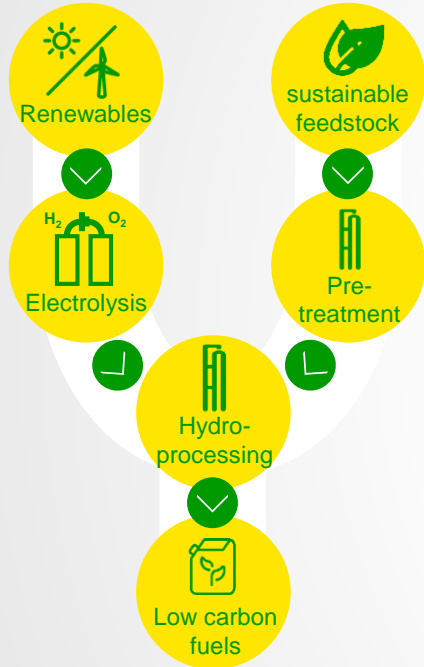 Renewables
sustainable
feedstock
H₂ O₂
Electrolysis
Pre-
treatment
Hydro-
processing
Low carbon
fuels